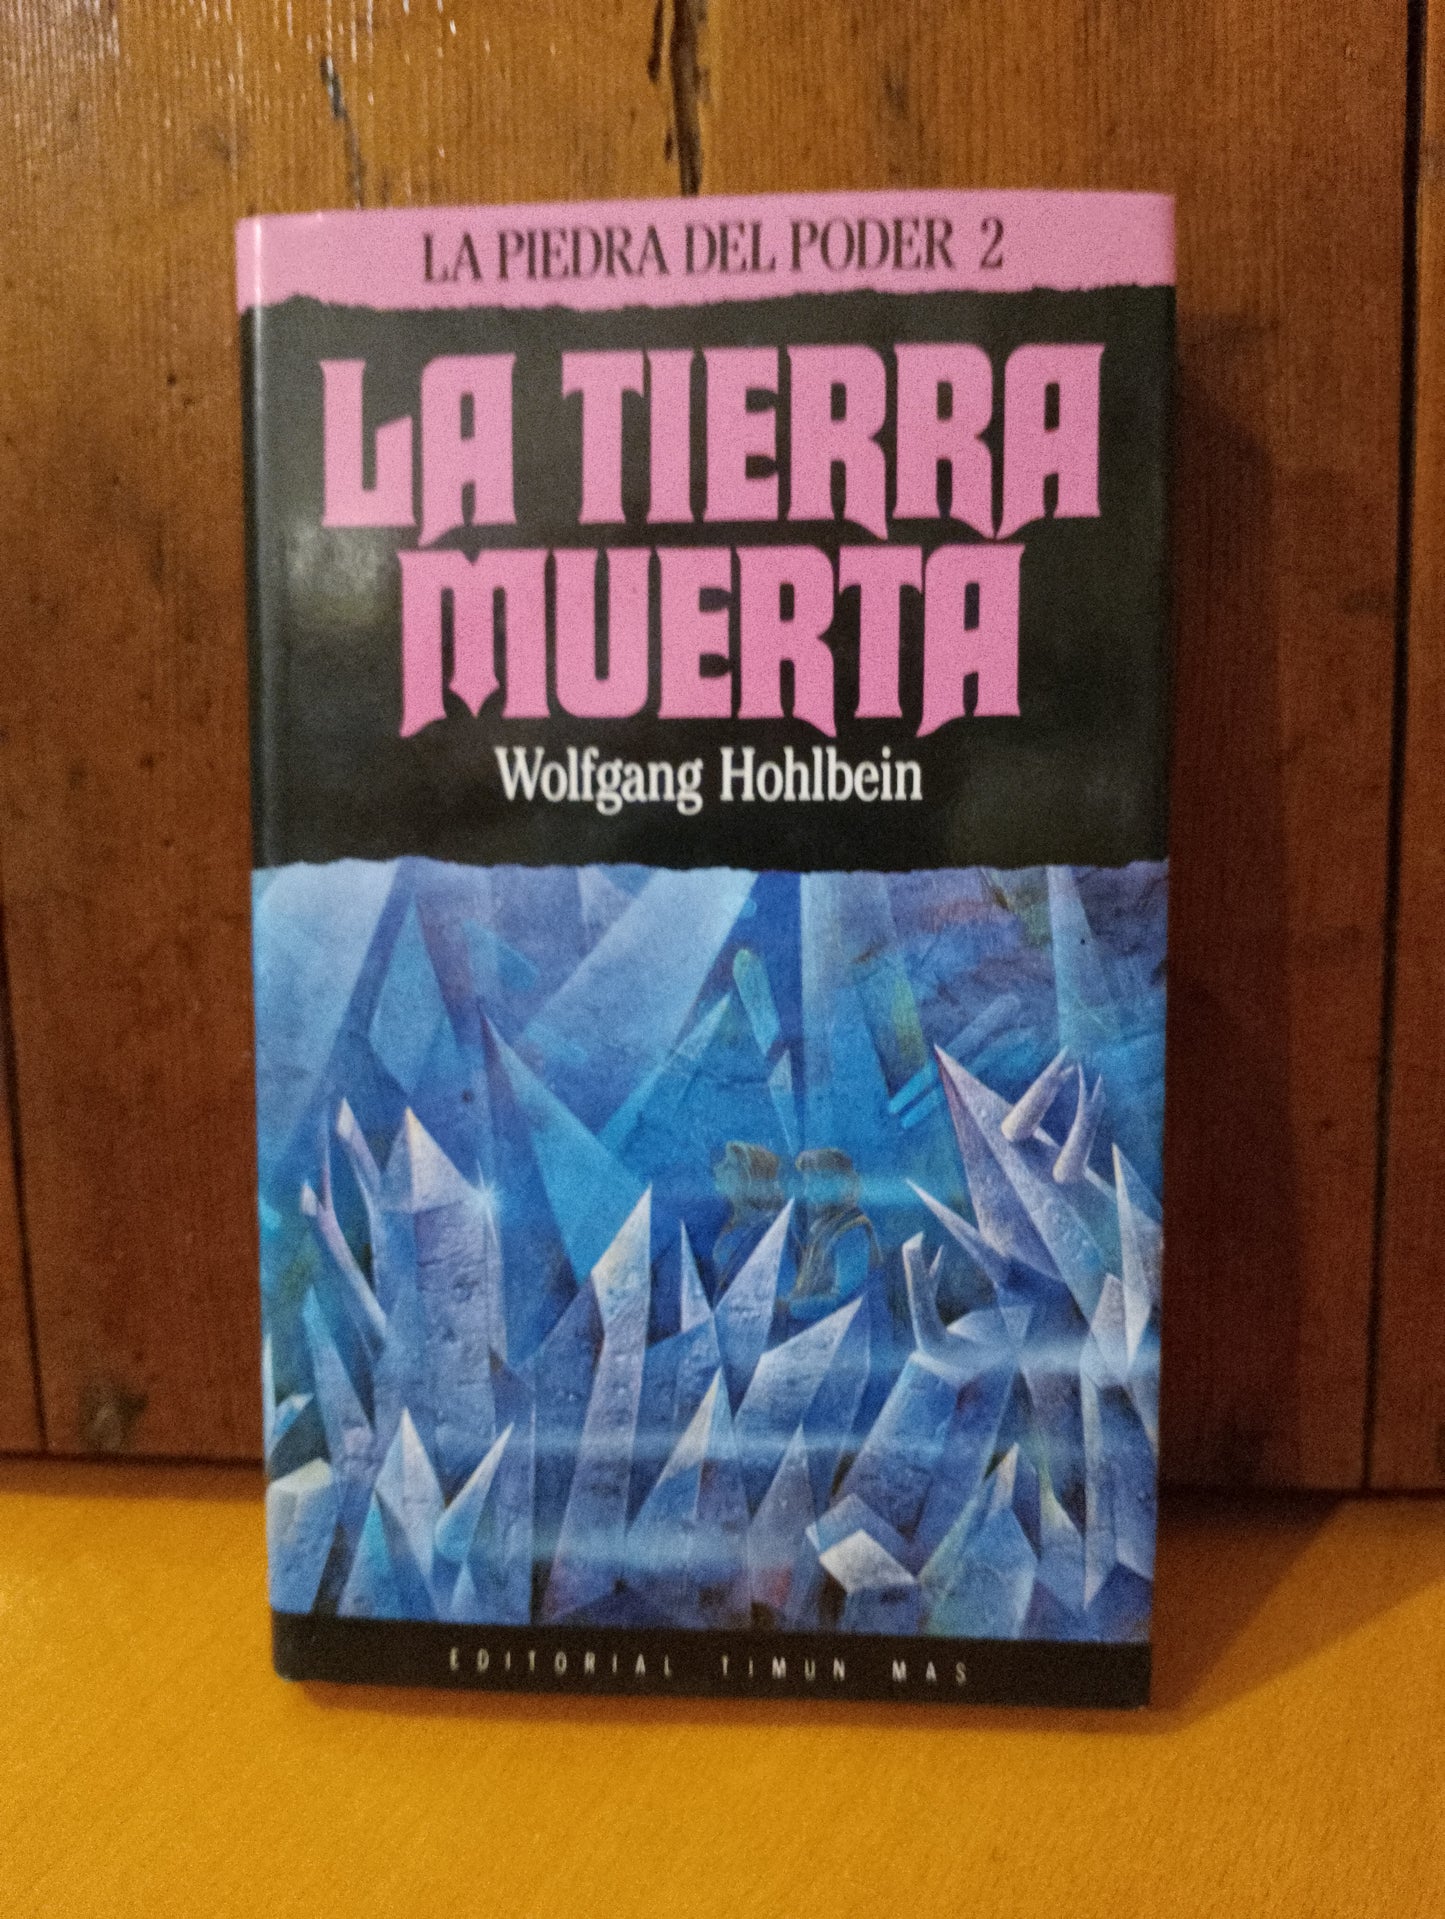 LA PIEDRA DEL PODER 2
LA TIERRA
MUERTA
Wolfgang Hohlbein
EDITORIAL TIMUN MAS